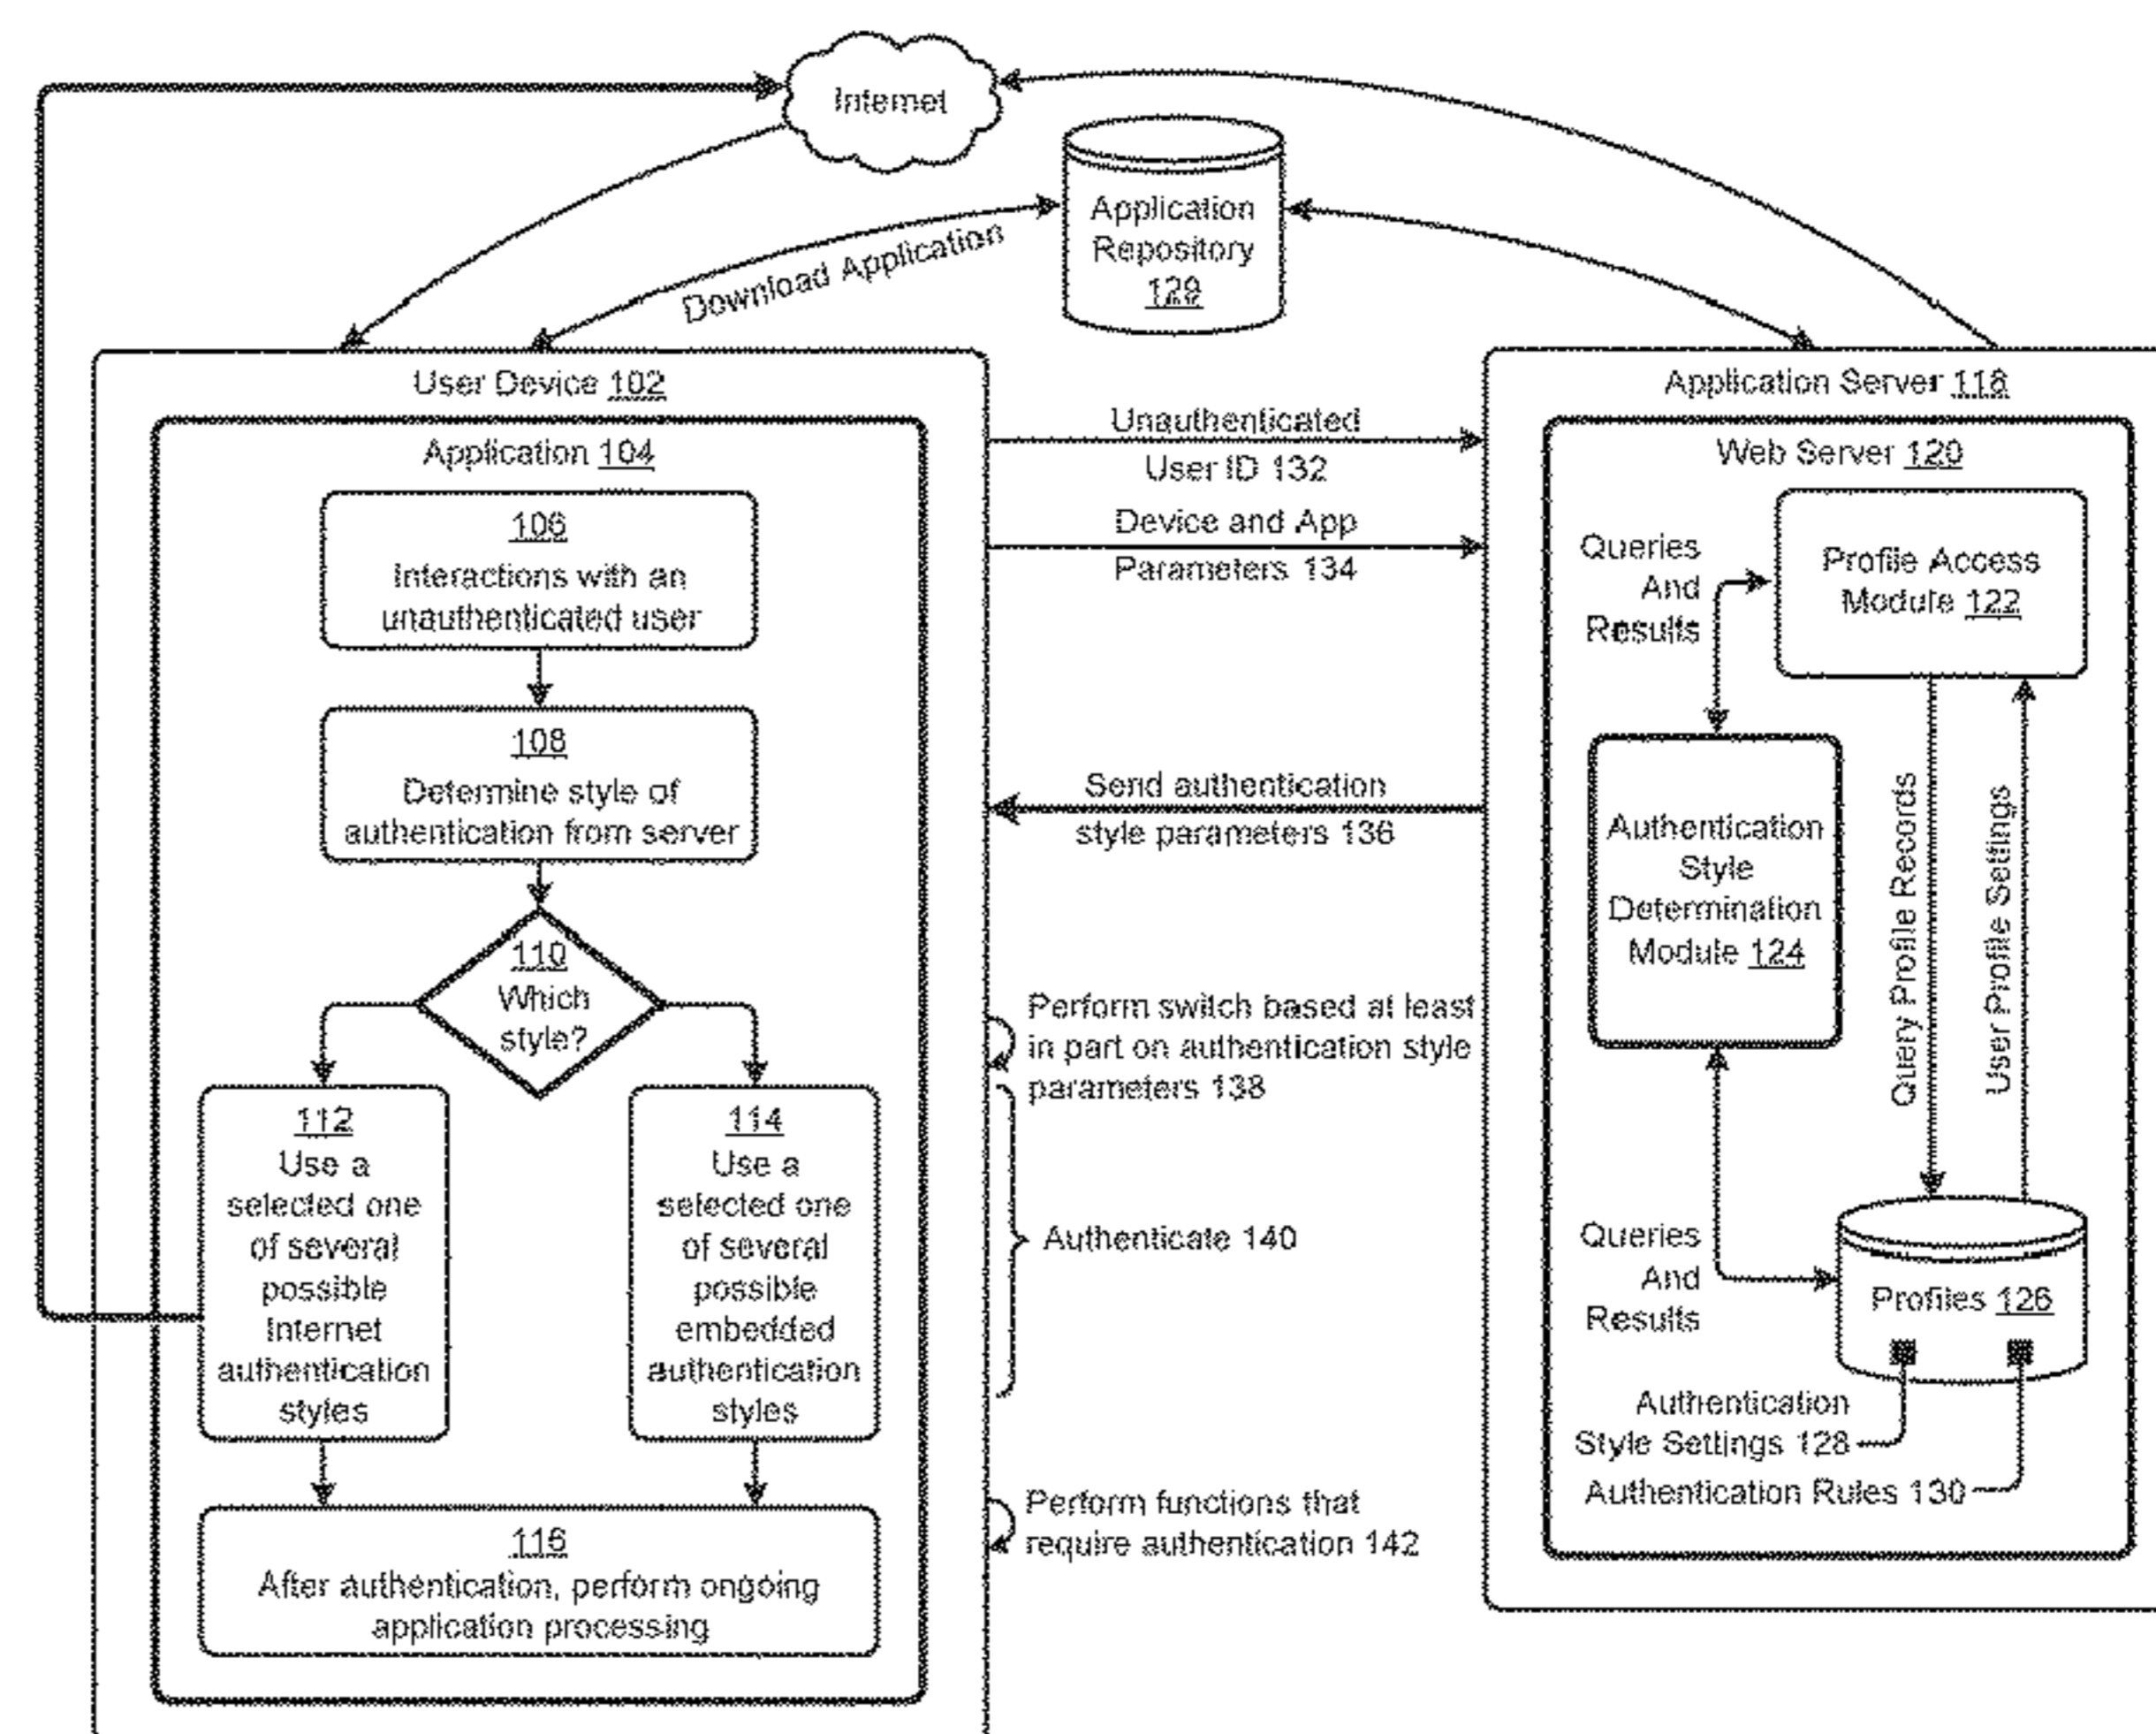 Internet
Application
Repository
129
Download Application
User Device 102
Application 104
106
Interactions with an
unauthenticated user
108
Determine style of
authentication from server
110
Which
style?
112
Use a
selected one
of several
possible
Internet
authentication
styles
114
Use a
selected one
of several
possible
embedded
authentication
styles
116
After authentication, perform ongoing
application processing
Unauthenticated
User ID 132
Device and App
Parameters 134
Send authentication
style parameters 136
Perform switch based at least
in part on authentication style
parameters 138
Authenticate 140
Perform functions that
require authentication 142
Application Server 118
Web Server 120
Queries
And
Results
Profile Access
Module 122
Authentication
Style
Determination
Module 124
Query Profile Records
User Profile Settings
Queries
And
Results
Profiles 126
Authentication
Style Settings 128
Authentication Rules 130